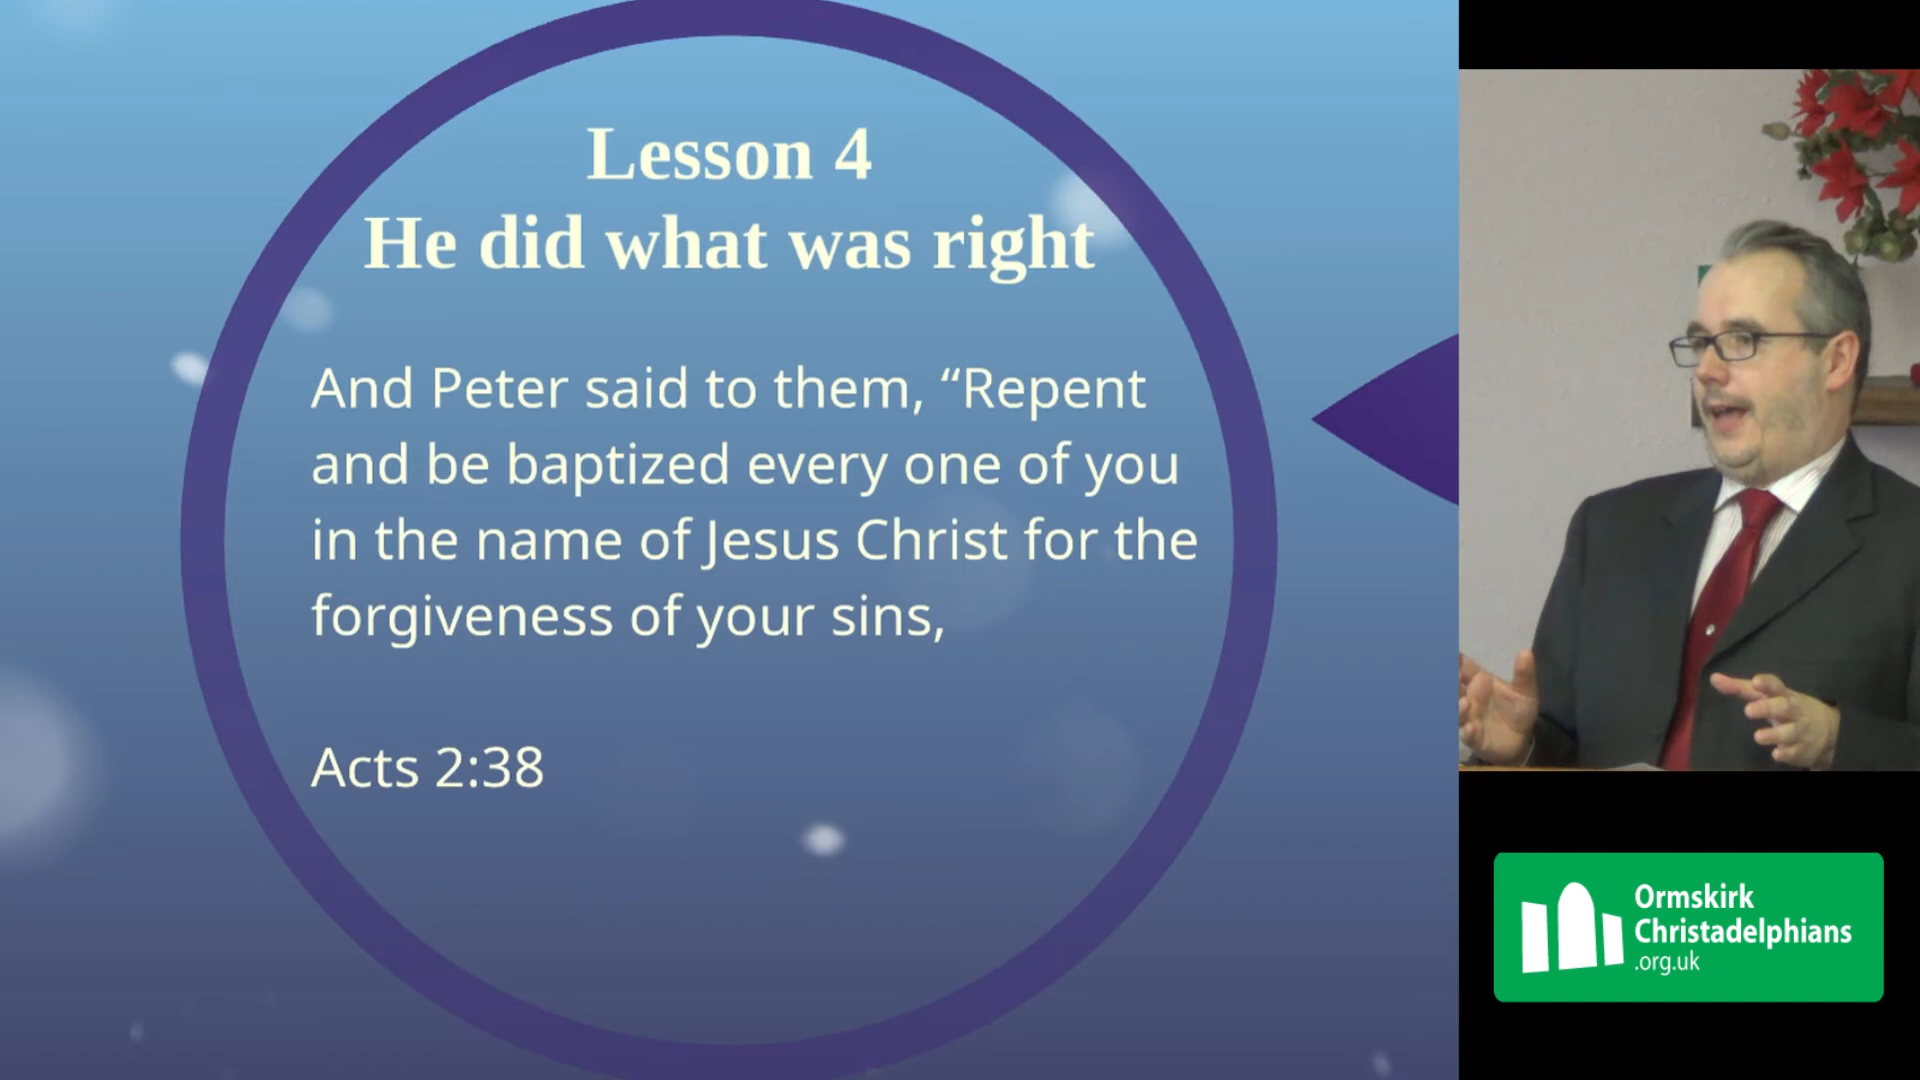 Lesson 4
He did what was right
And Peter said to them, “Repent
and be baptized every one of you
in the name of Jesus Christ for the
forgiveness of your sins,
Acts 2:38
Ormskirk
Christadelphians
.org.uk